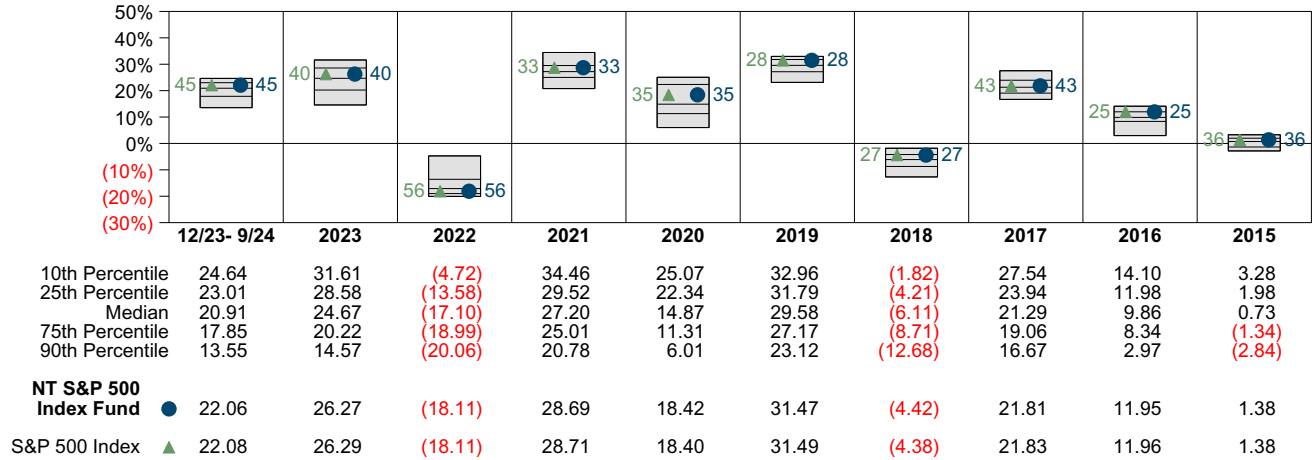 50%
40%
30%
20%
10%
0%
(10%)
(20%)
(30%)
45 45
40 40
56 56
33 33
35 35
28 28
27 27
43 43
25 25
36 36
12/23- 9/24 2023 2022 2021 2020 2019 2018 2017 2016 2015
10th Percentile 24.64 31.61 (4.72) 34.46 25.07 32.96 (1.82) 27.54 14.10 3.28
25th Percentile 23.01 28.58 (13.58) 29.52 22.34 31.79 (4.21) 23.94 11.98 1.98
Median 20.91 24.67 (17.10) 27.20 14.87 29.58 (6.11) 21.29 9.86 0.73
75th Percentile 17.85 20.22 (18.99) 25.01 11.31 27.17 (8.71) 19.06 8.34 (1.34)
90th Percentile 13.55 14.57 (20.06) 20.78 6.01 23.12 (12.68) 16.67 2.97 (2.84)
NT S&P 500
Index Fund 22.06 26.27 (18.11) 28.69 18.42 31.47 (4.42) 21.81 11.95 1.38
S&P 500 Index 22.08 26.29 (18.11) 28.71 18.40 31.49 (4.38) 21.83 11.96 1.38